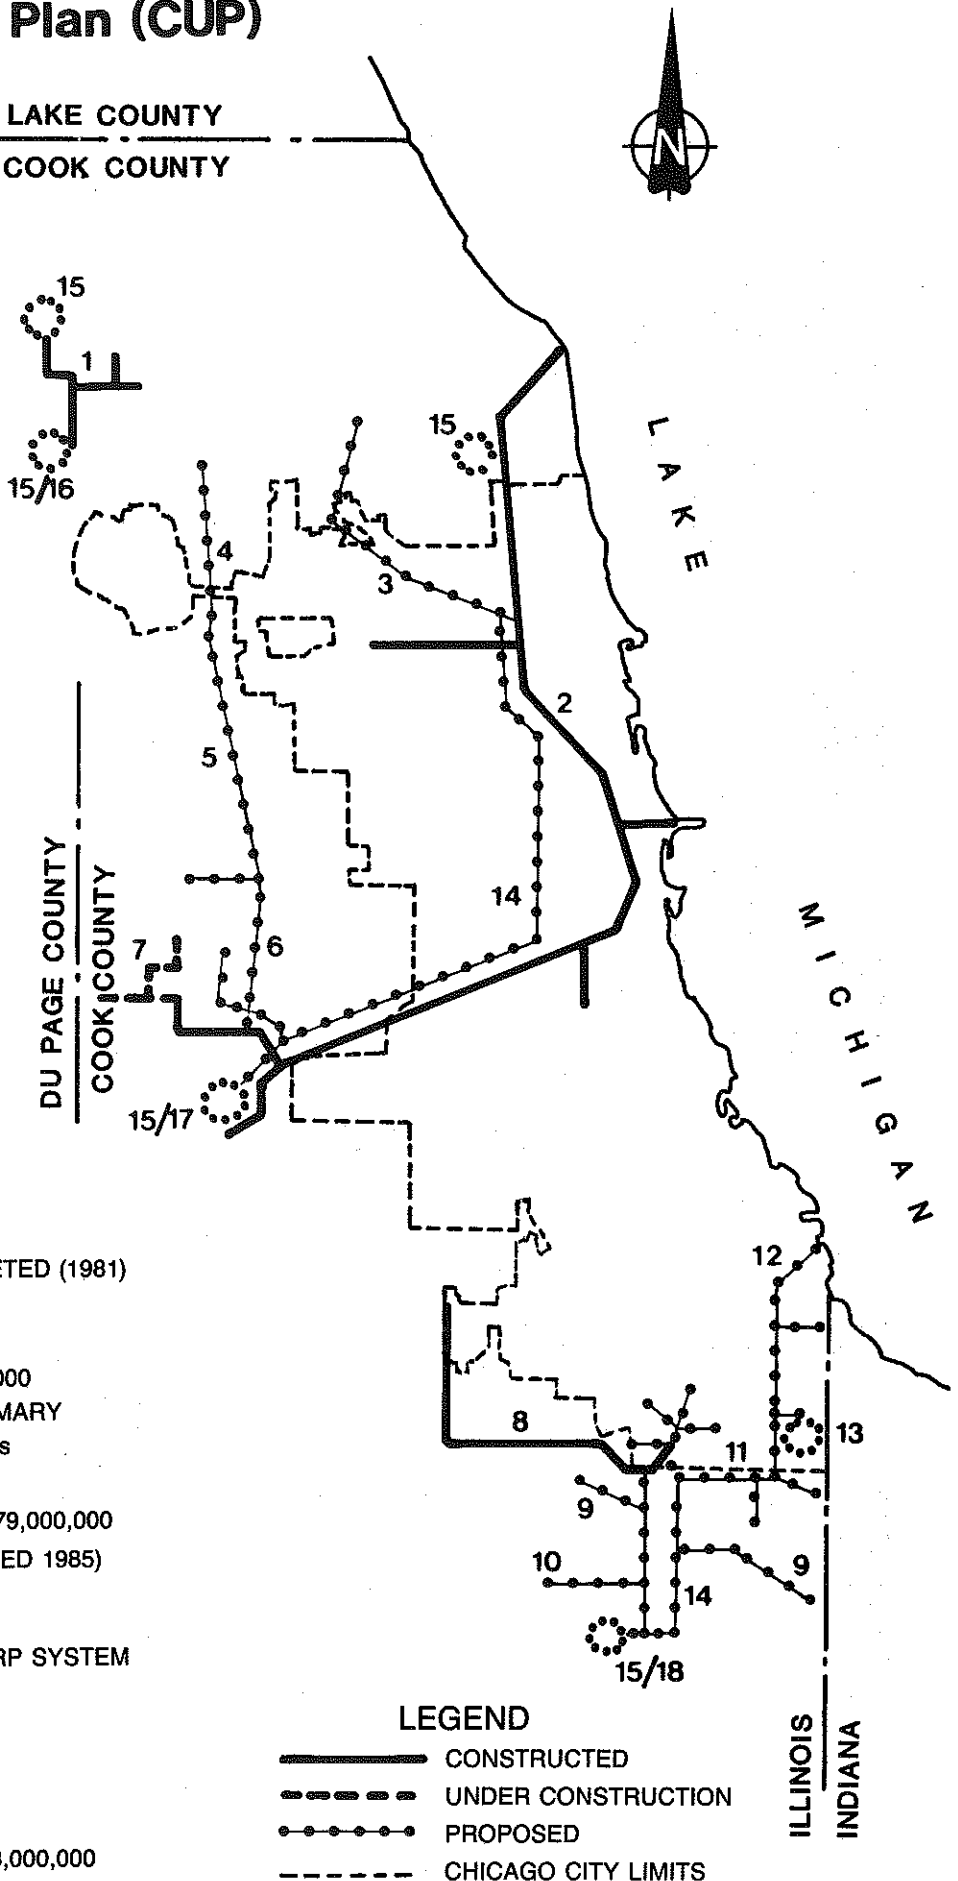 Plan (CUP)
LAKE COUNTY
COOK COUNTY
N
15
1
15/16
15
LAKE
4
3
2
5
14
DU PAGE COUNTY
COOK COUNTY
7
6
MICHIGAN
15/17
ETED (1981)
12
000
MARY
s
8
13
11
9
79,000,000
ED 1985)
10
9
14
RP SYSTEM
15/18
LEGEND
CONSTRUCTED
UNDER CONSTRUCTION
PROPOSED
CHICAGO CITY LIMITS
ILLINOIS
INDIANA
,000,000